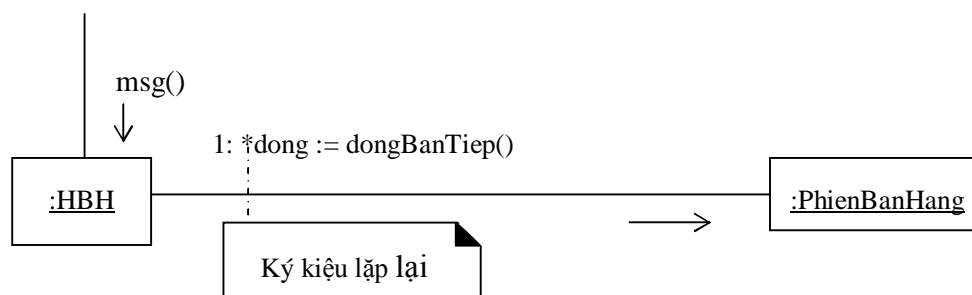 msg()
1: *dong := dongBanTiep()
:HBH
:PhienBanHang
Ký kiệu lặp lại